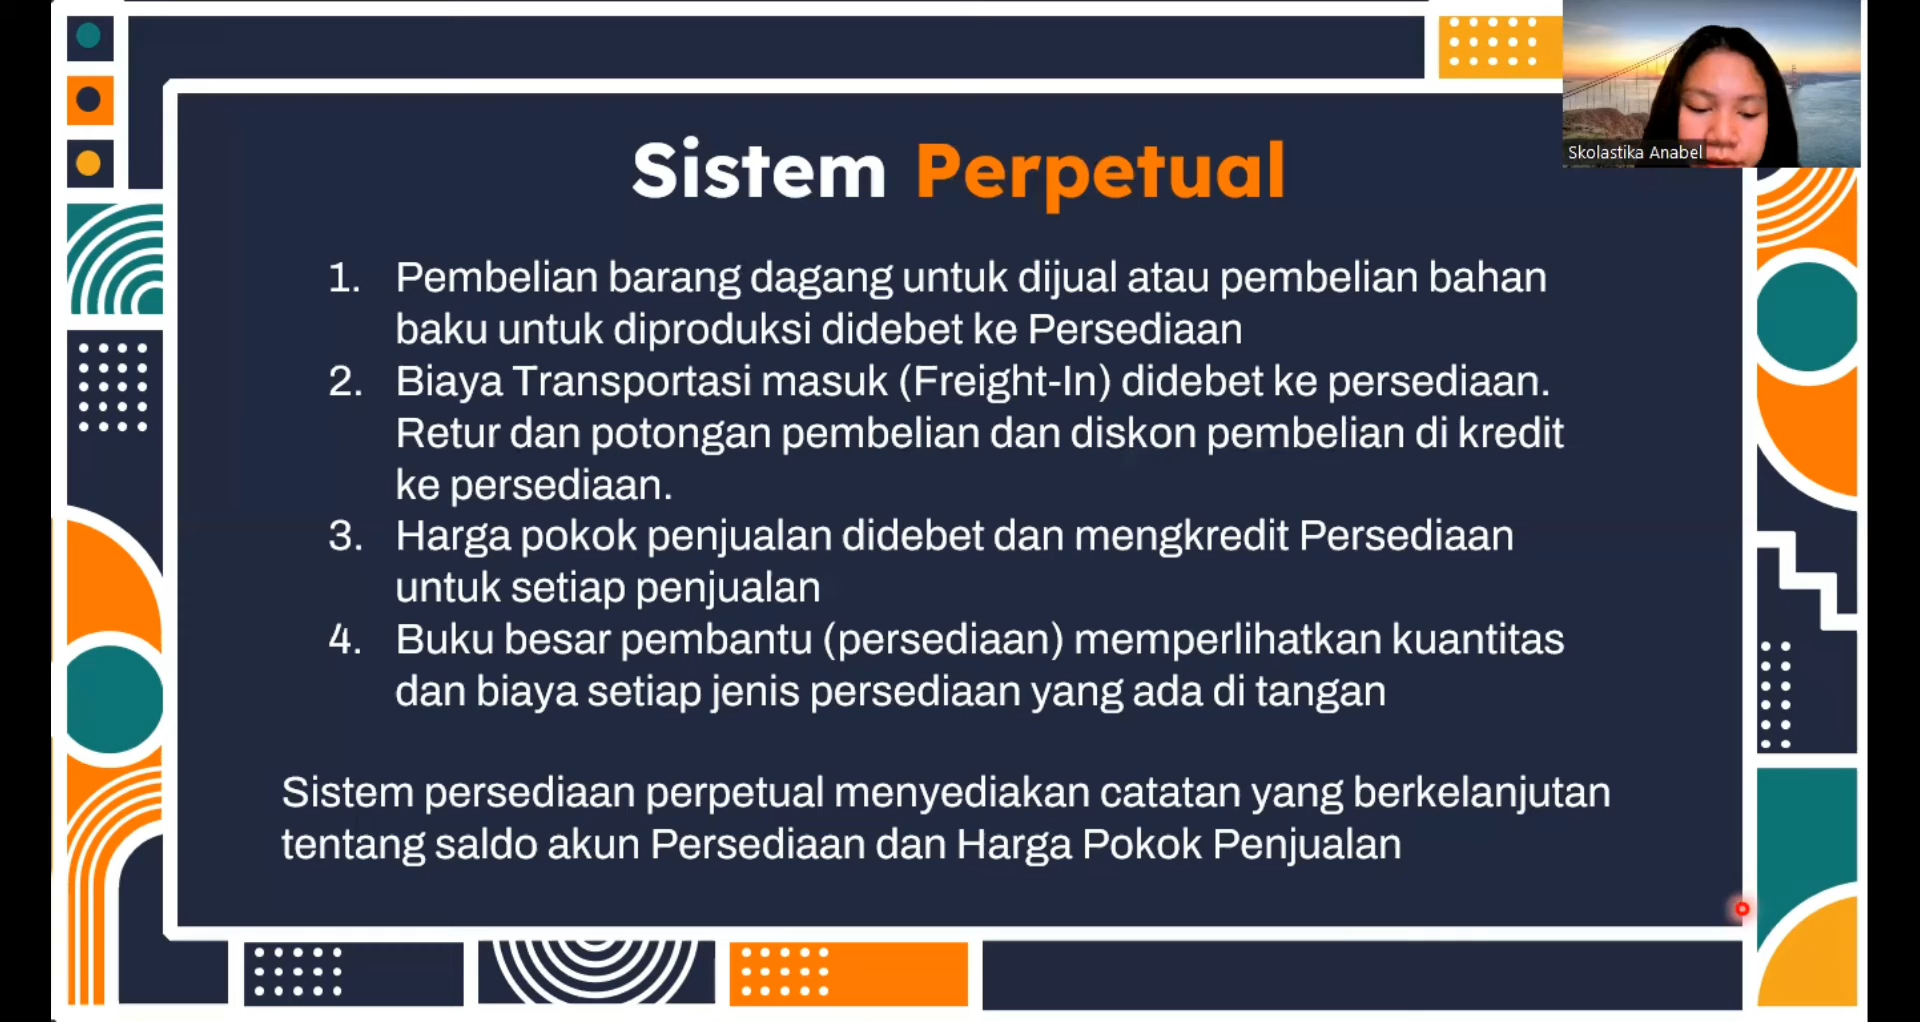 Sistem Perpetual
Skolastika Anabel
1. Pembelian barang dagang untuk dijual atau pembelian bahan
baku untuk diproduksi didebet ke Persediaan
2. Biaya Transportasi masuk (Freight-In) didebet ke persediaan.
Retur dan potongan pembelian dan diskon pembelian di kredit
ke persediaan.
3. Harga pokok penjualan didebet dan mengkredit Persediaan
untuk setiap penjualan
4. Buku besar pembantu (persediaan) memperlihatkan kuantitas
dan biaya setiap jenis persediaan yang ada di tangan
Sistem persediaan perpetual menyediakan catatan yang berkelanjutan
tentang saldo akun Persediaan dan Harga Pokok Penjualan